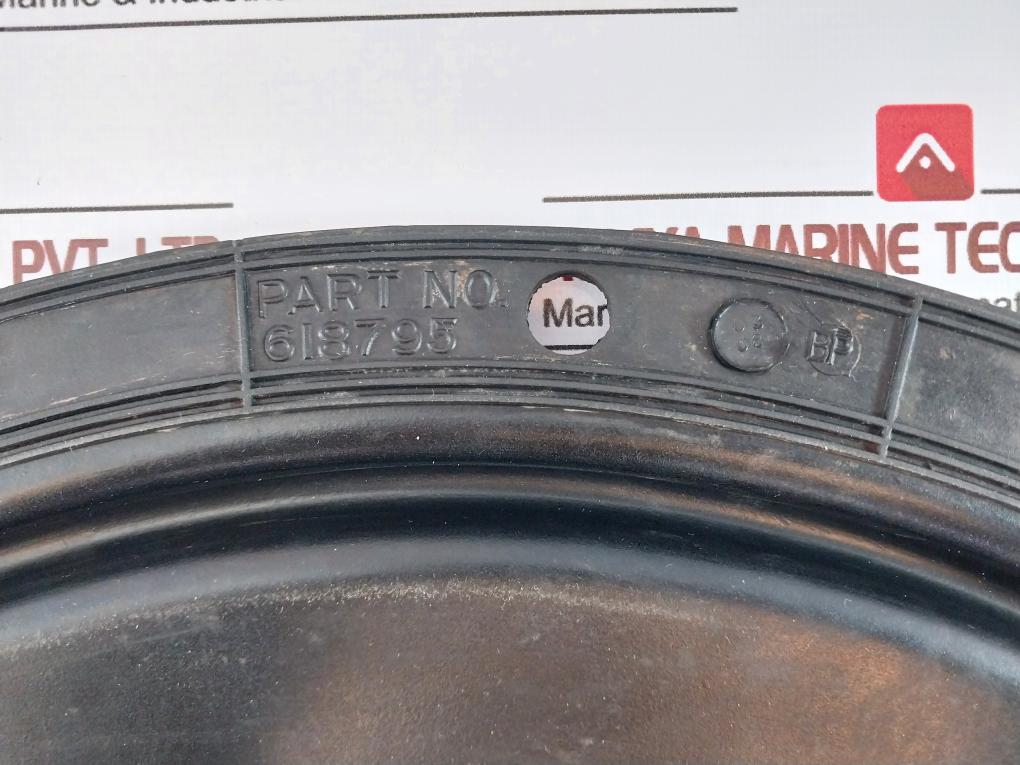 PVT. LTD
MARINE TEC
PART NO.
618795
Mar
BP